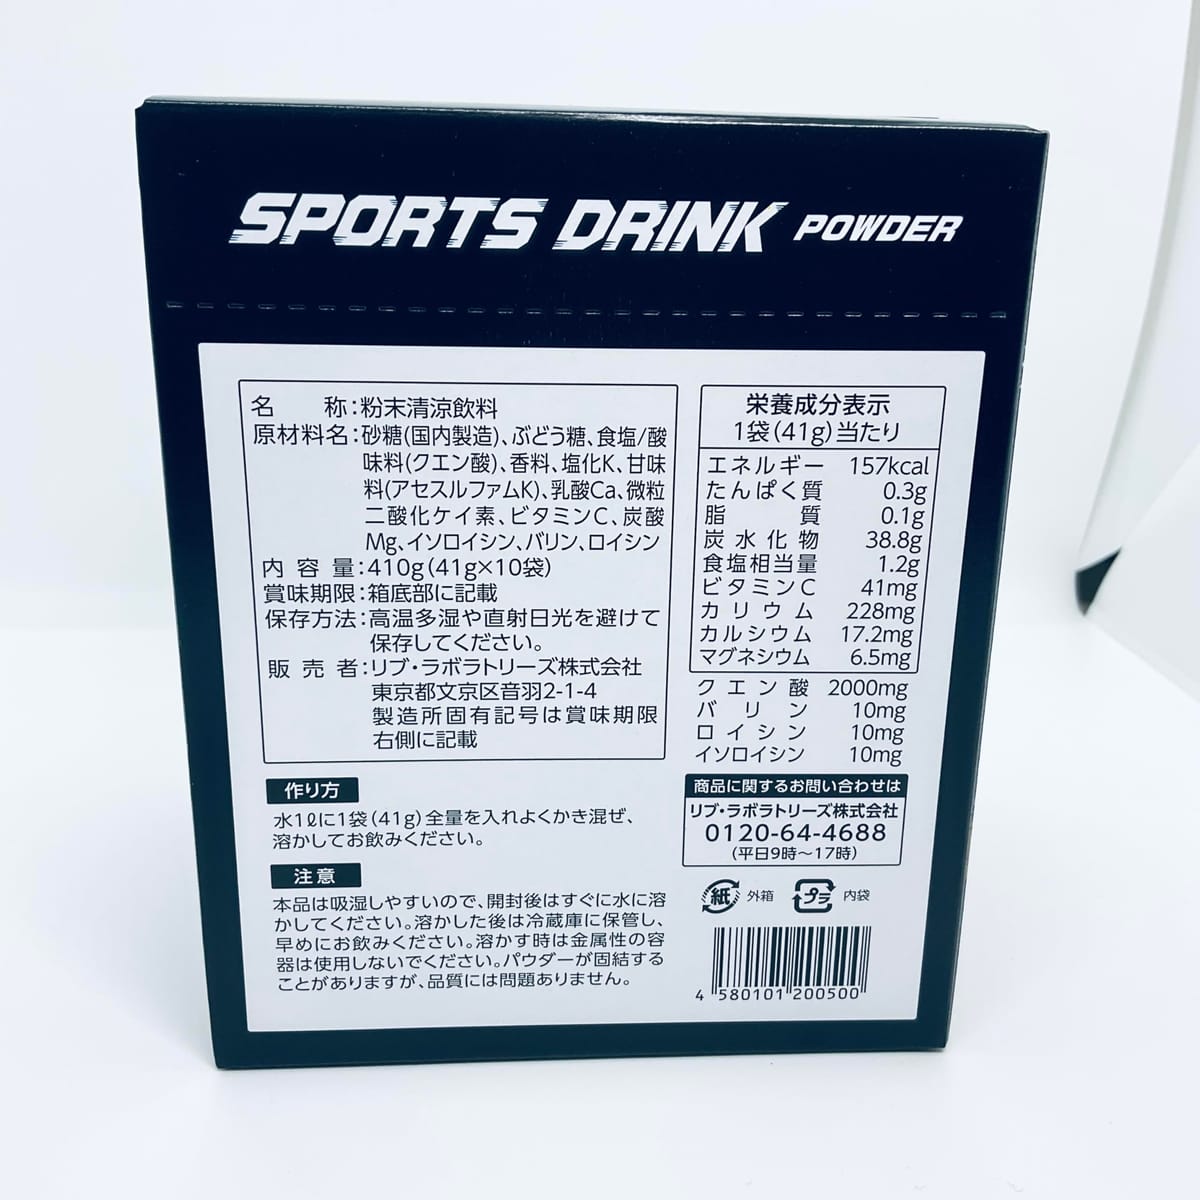 SPORTS DRINK POWDER
名 称:粉末清涼飲料
原材料名:砂糖(国内製造)、ぶどう糖、食塩/酸
味料(クエン酸)、香料、塩化K、甘味
料(アセスルファムK)、乳酸Ca、微粒
二酸化ケイ素、ビタミンC、炭酸
Mg、イソロイシン、バリン、ロイシン
内容量:410g(41g×10袋)
賞味期限:箱底部に記載
保存方法:高温多湿や直射日光を避けて
保存してください。
販売者:リブ・ラボラトリーズ株式会社
東京都文京区音羽2-1-4
製造所固有記号は賞味期限
右側に記載
作り方
水1ℓに1袋(41g)全量を入れよくかき混ぜ、
溶かしてお飲みください。
注意
本品は吸湿しやすいので、開封後はすぐに水に溶
かしてください。溶かした後は冷蔵庫に保管し、
早めにお飲みください。溶かす時は金属性の容
器は使用しないでください。パウダーが固結する
ことがありますが、品質には問題ありません。
栄養成分表示
1袋(41g)当たり
エネルギー 157kcal
たんぱく質 0.3g
脂質 0.1g
炭水化物 38.8g
食塩相当量 1.2g
ビタミンC 41mg
カリウム 228mg
カルシウム 17.2mg
マグネシウム 6.5mg
クエン酸 2000mg
バリン 10mg
ロイシン 10mg
イソロイシン 10mg
商品に関するお問い合わせは
リブ・ラボラトリーズ株式会社
0120-64-4688
(平日9時〜17時)
紙 外箱 プラ 内袋
4 580101 200500